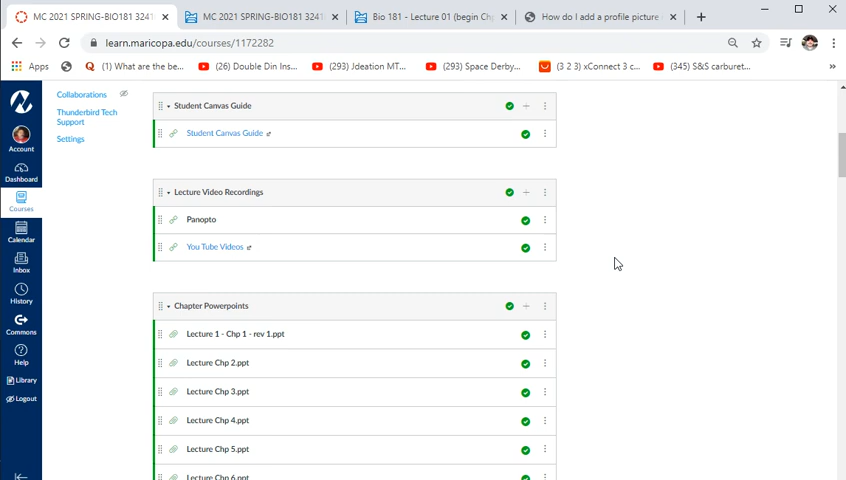 MC 2021 SPRING-BIO181 3241
MC 2021 SPRING-BIO181 3241
Bio 181 - Lecture 01 (begin Chp
How do I add a profile picture
learn.maricopa.edu/courses/1172282
Apps
(1) What are the be...
(26) Double Din Ins...
(293) Jdeation MT...
(293) Space Derby...
(3 2 3) xConnect 3 c...
(345) S&S carburet...
»
Account
Dashboard
Courses
Calendar
Inbox
History
Commons
Help
Library
Logout
Collaborations
Thunderbird Tech
Support
Settings
Student Canvas Guide
Student Canvas Guide
Lecture Video Recordings
Panopto
You Tube Videos
Chapter Powerpoints
Lecture 1 - Chp 1 - rev 1.ppt
Lecture Chp 2.ppt
Lecture Chp 3.ppt
Lecture Chp 4.ppt
Lecture Chp 5.ppt
Lecture Chp 6.ppt